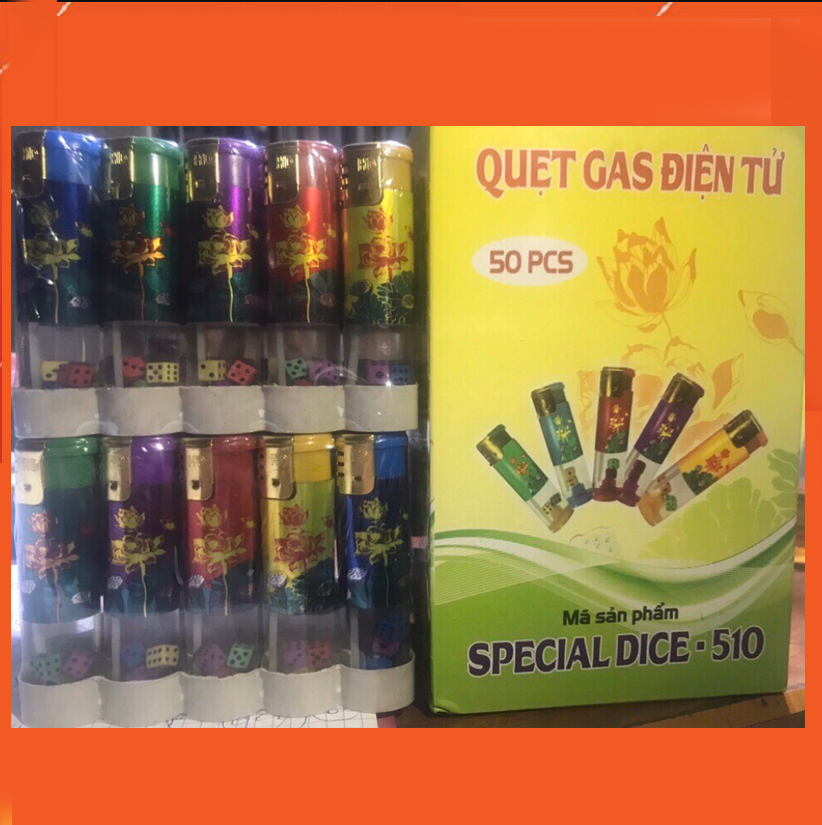 QUẸT GAS ĐIỆN TỬ
50 PCS
Mã sản phẩm
SPECIAL DICE - 510